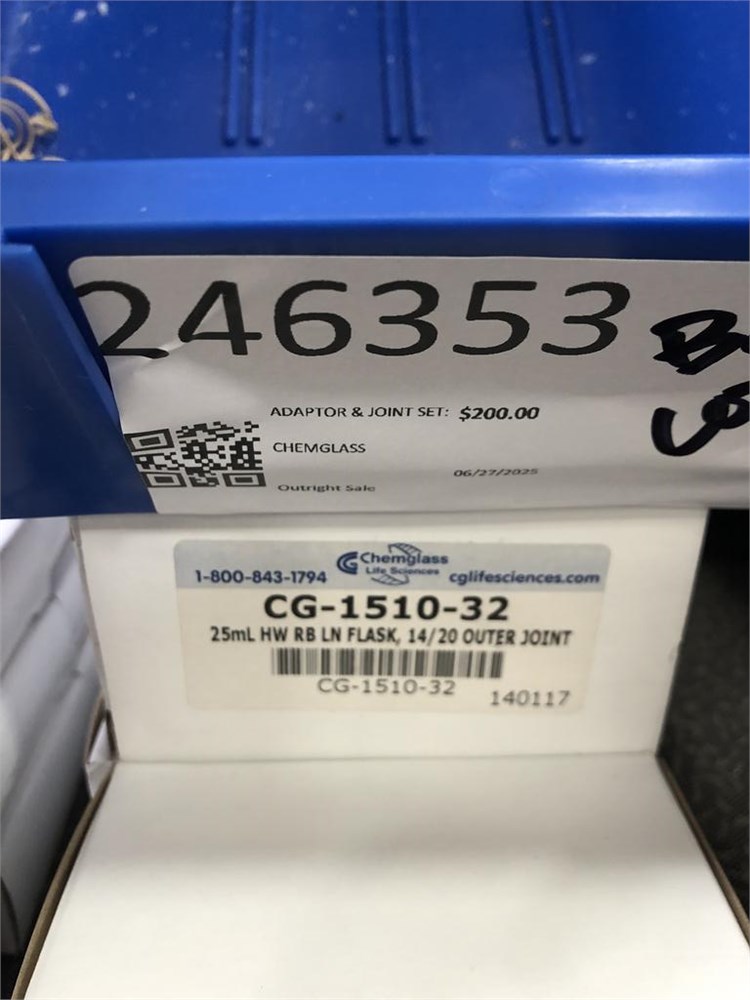 246353
ADAPTOR & JOINT SET: $200.00
CHEMGLASS
06/27/2025
Outright Sale
Chemglass
Life Sciences
1-800-843-1794
cglifesciences.com
CG-1510-32
25mL HW RB LN FLASK, 14/20 OUTER JOINT
CG-1510-32
140117